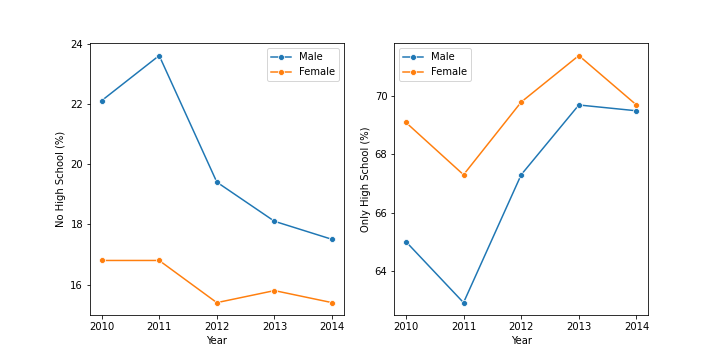 No High School (%)
24
22
20
18
16
Male
Female
2010
2011
2012
2013
2014
Year
Only High School (%)
70
68
66
64
Male
Female
2010
2011
2012
2013
2014
Year